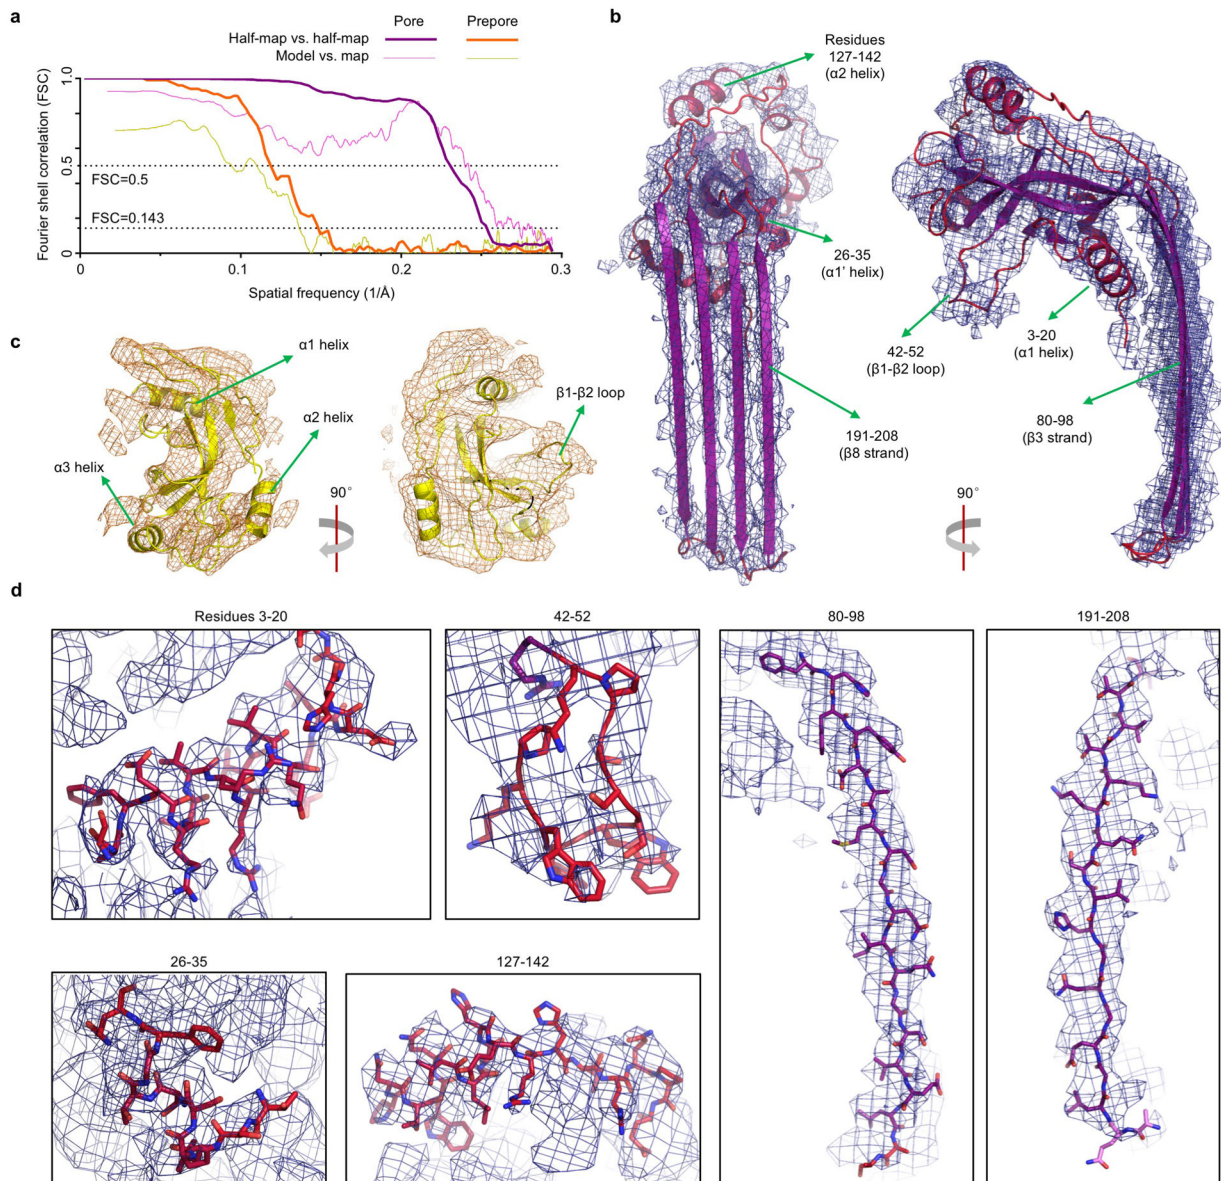 a
Pore Prepore
Half-map vs. half-map
Model vs. map
Fourier shell correlation (FSC)
1.0
0.5
0
FSC=0.5
FSC=0.143
0 0.1 0.2 0.3
Spatial frequency (1/Å)
b
Residues
127-142
(α2 helix)
26-35
(α1' helix)
42-52
(β1-β2 loop)
3-20
(α1 helix)
191-208
(β8 strand)
80-98
(β3 strand)
90°
c
α1 helix
α2 helix
α3 helix
β1-β2 loop
90°
d
Residues 3-20
42-52
80-98
191-208
26-35
127-142